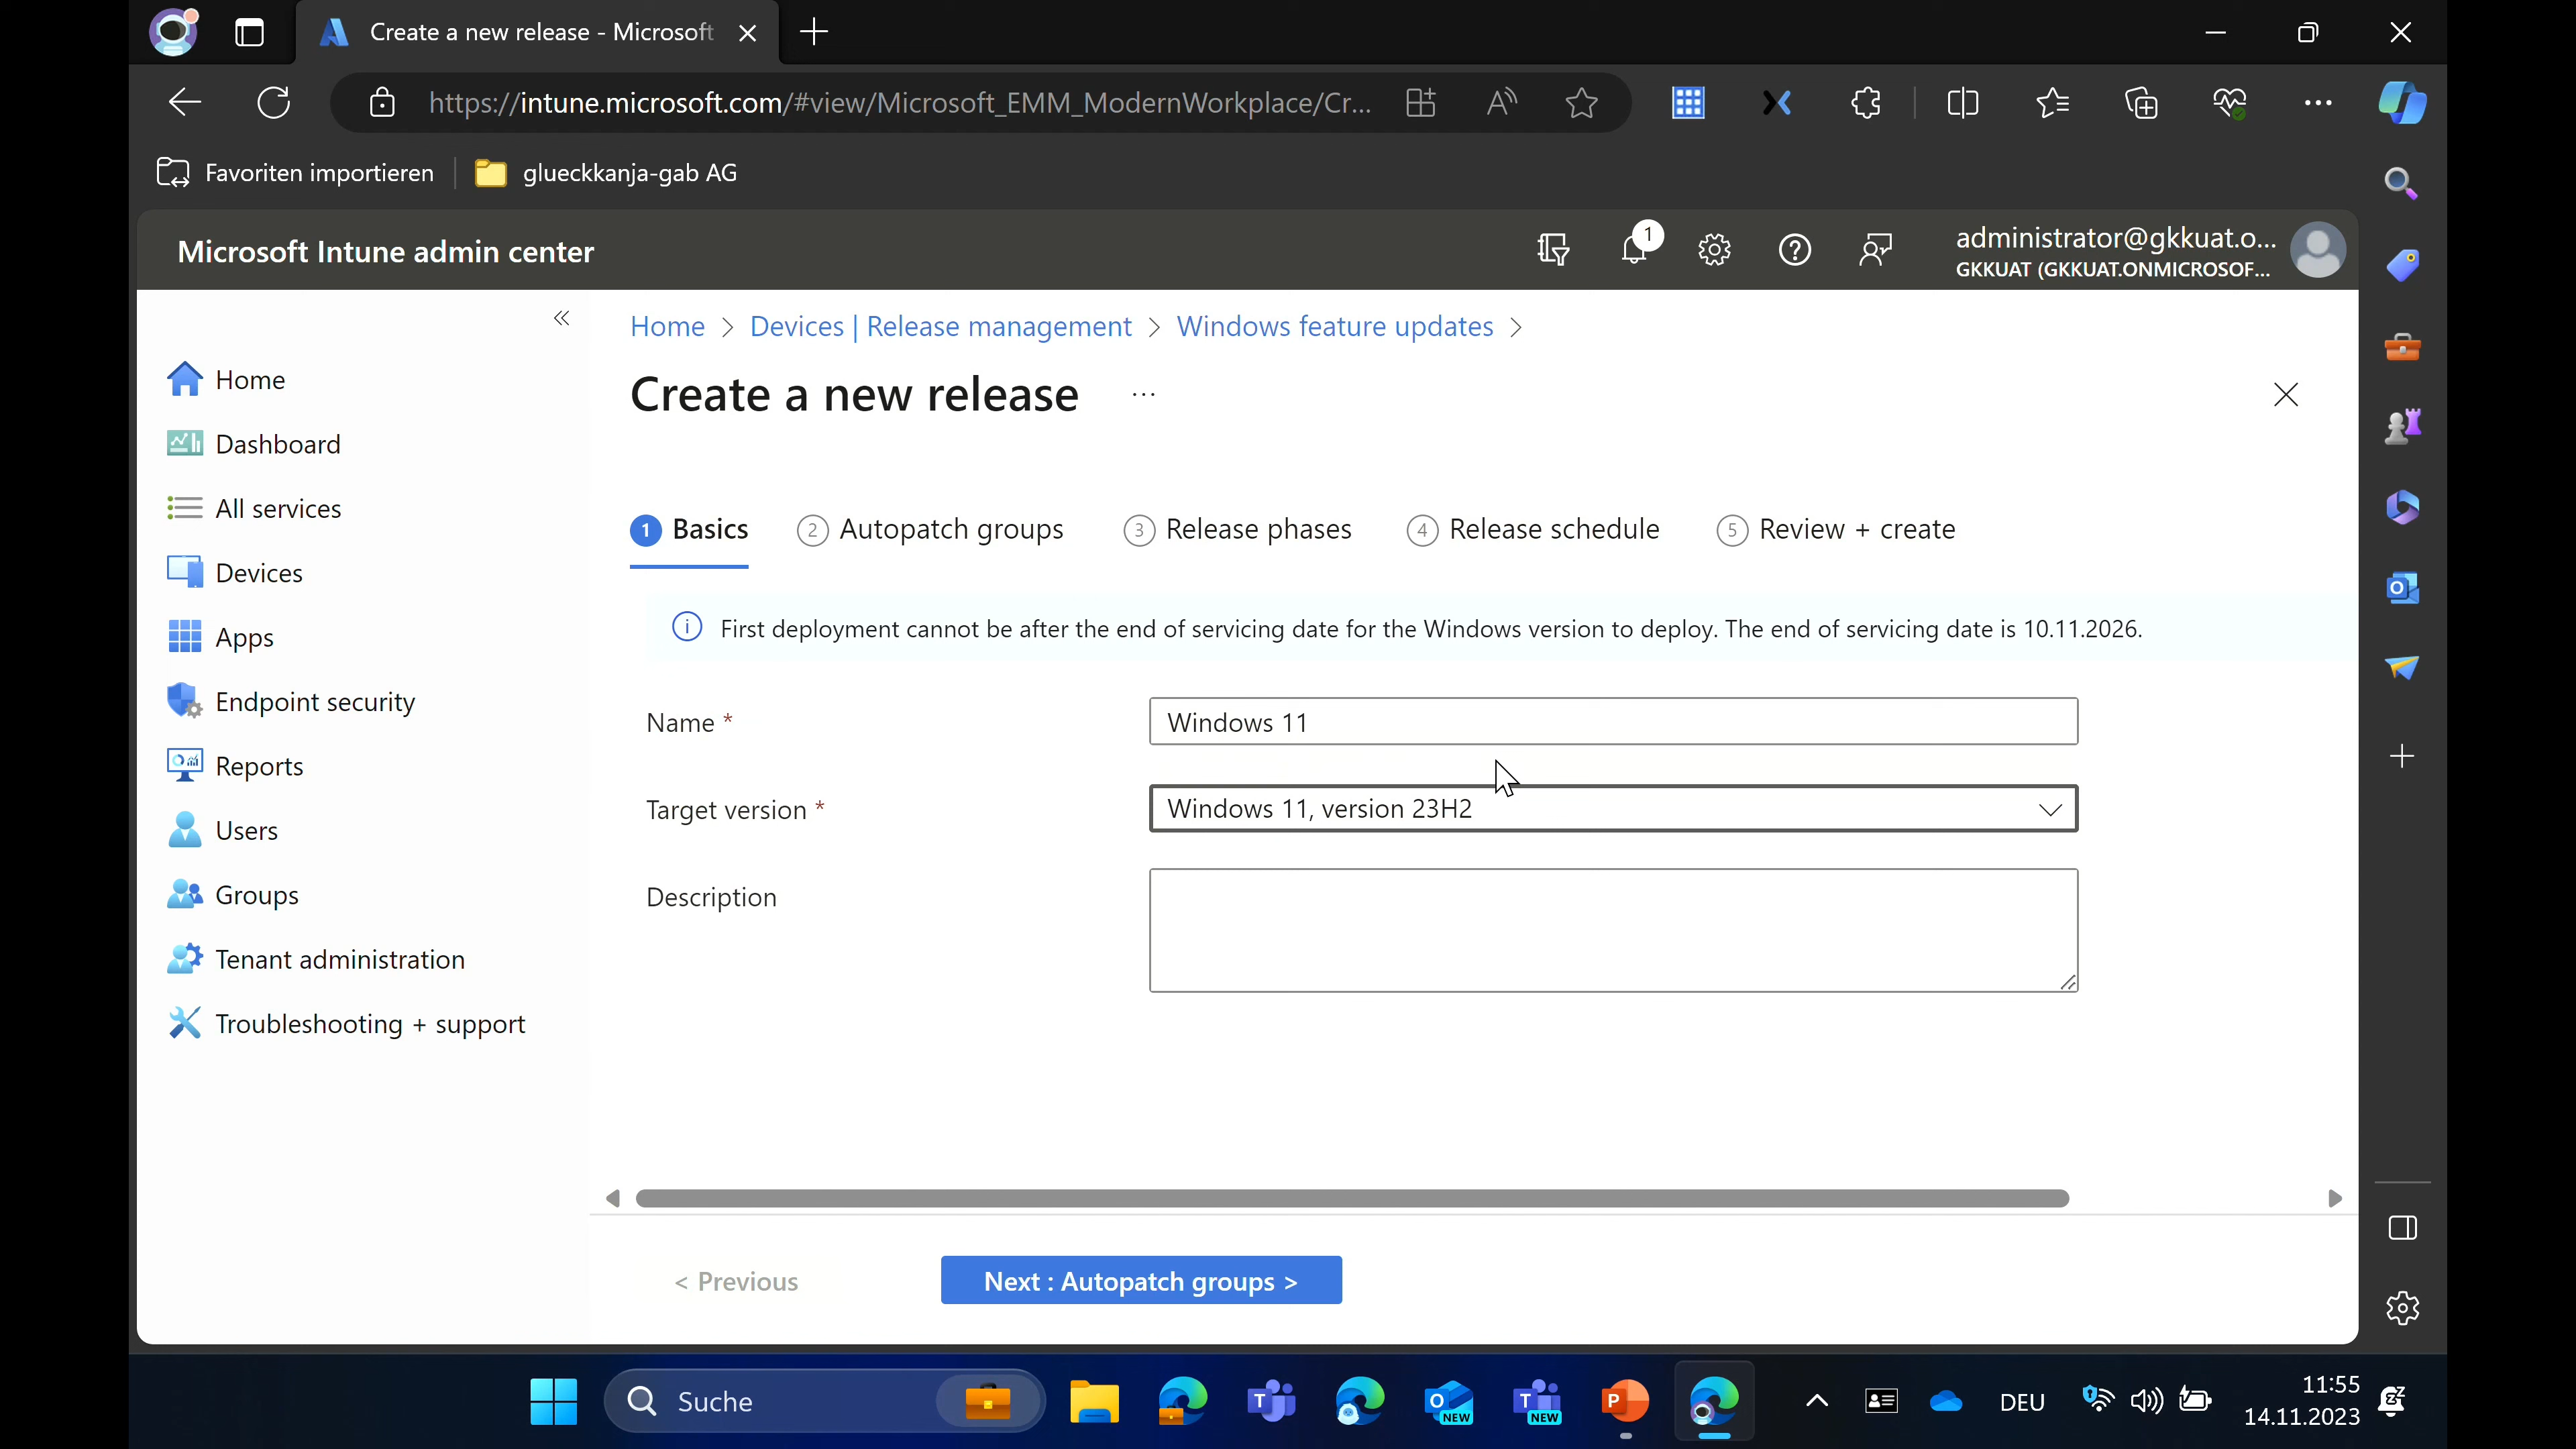 Create a new release - Microsoft
https://intune.microsoft.com/#view/Microsoft_EMM_ModernWorkplace/Cr...
Favoriten importieren
glueckkanja-gab AG
Microsoft Intune admin center
1
administrator@gkkuat.o...
GKKUAT (GKKUAT.ONMICROSOF...
Home
Dashboard
All services
Devices
Apps
Endpoint security
Reports
Users
Groups
Tenant administration
Troubleshooting + support
Home > Devices | Release management > Windows feature updates >
Create a new release ...
1 Basics 2 Autopatch groups 3 Release phases 4 Release schedule 5 Review + create
First deployment cannot be after the end of servicing date for the Windows version to deploy. The end of servicing date is 10.11.2026.
Name * Windows 11
Target version * Windows 11, version 23H2
Description
< Previous Next : Autopatch groups >
Suche
NEW
NEW
DEU
11:55
14.11.2023